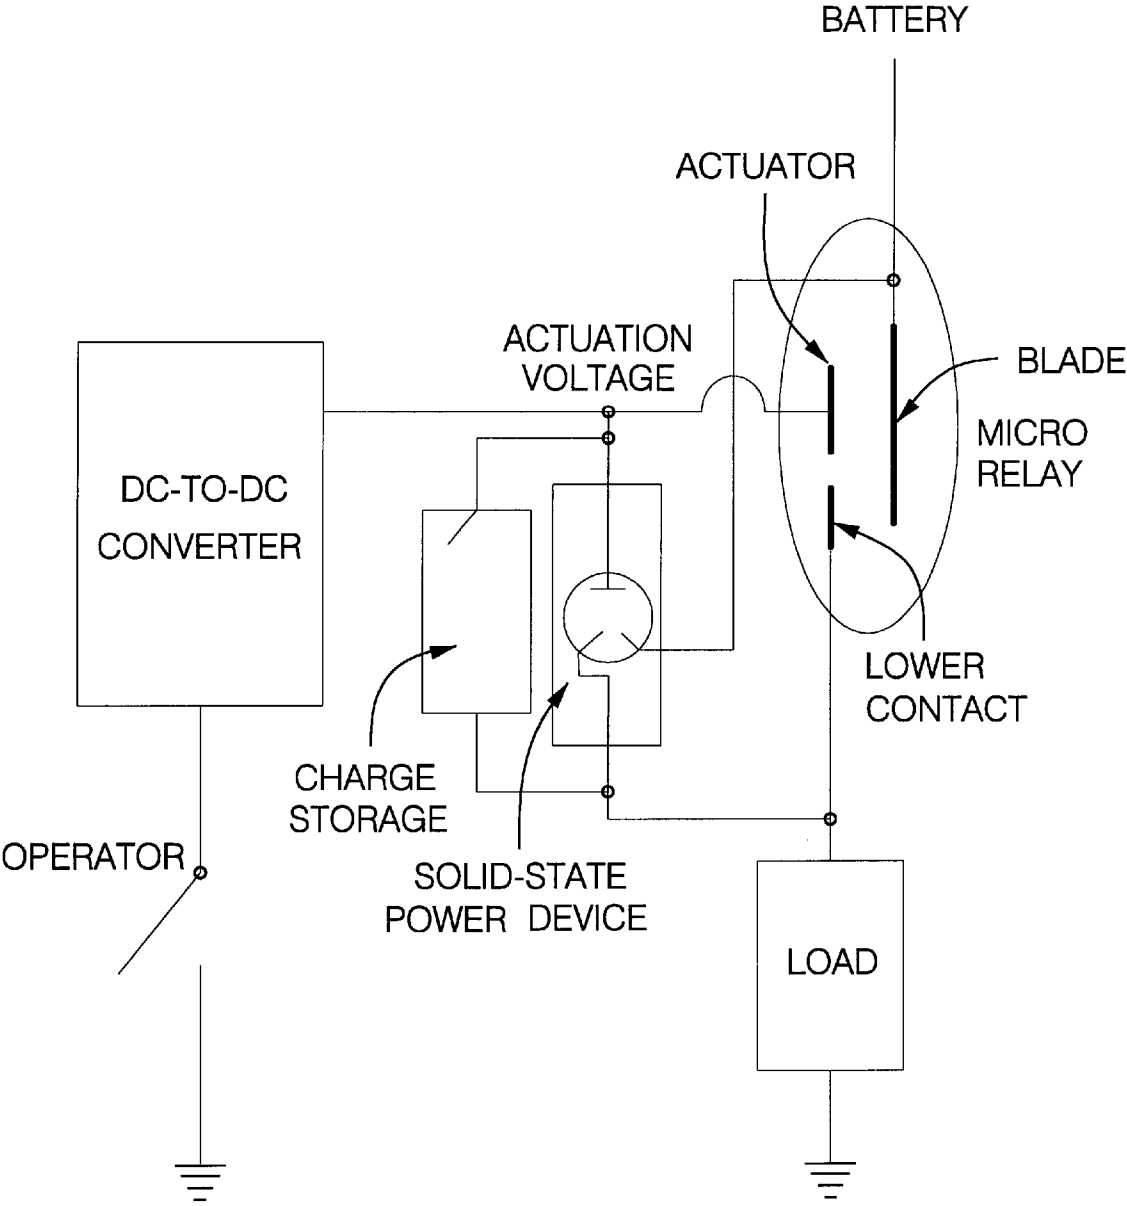 BATTERY
ACTUATOR
ACTUATION
VOLTAGE
BLADE
MICRO
RELAY
DC-TO-DC
CONVERTER
LOWER
CONTACT
CHARGE
STORAGE
OPERATOR
SOLID-STATE
POWER DEVICE
LOAD